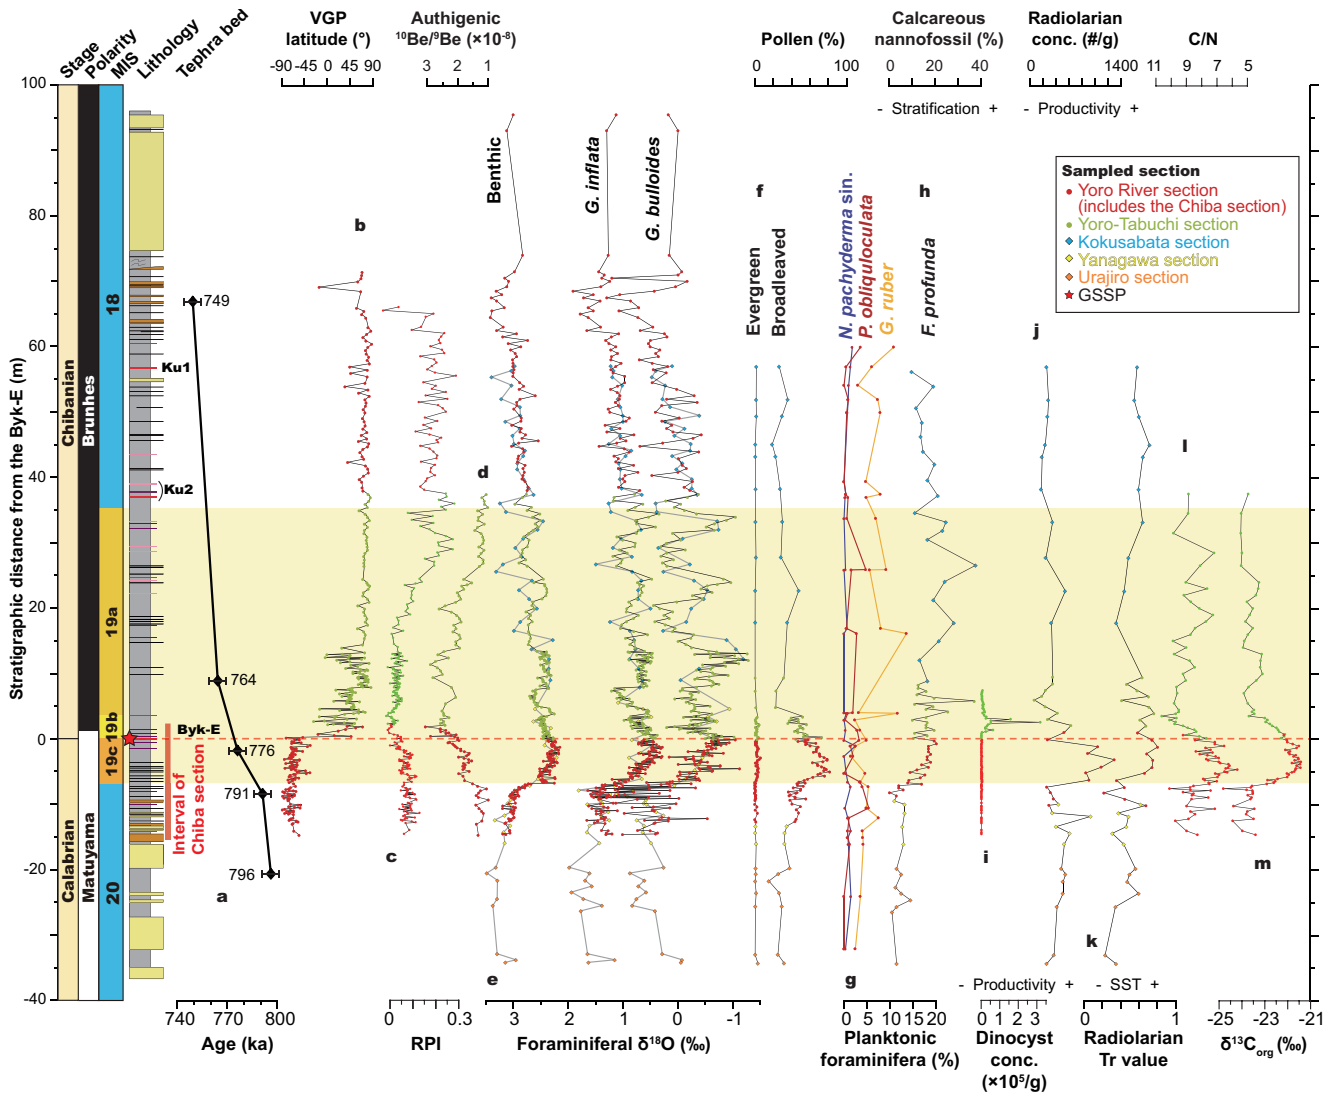 Stage
Polarity
MIS
Lithology
Tephra bed
VGP
latitude (°)
-90 -45 0 45 90
Authigenic
¹⁰Be/⁹Be (×10⁻⁸)
3 2 1
Pollen (%)
0 100
Calcareous
nannofossil (%)
0 20 40
- Stratification +
Radiolarian
conc. (#/g)
0 1400
- Productivity +
C/N
11 9 7 5
Stratigraphic distance from the Byk-E (m)
100
80
60
40
20
0
-20
-40
Chibanian
Calabrian
Brunhes
Matuyama
18
19a
19b
19c
20
Ku1
Ku2
Byk-E
Interval of
Chiba section
749
764
776
791
796
a
b
c
d
e
f
g
h
i
j
k
l
m
Benthic
G. inflata
G. bulloides
Evergreen
Broadleaved
N. pachyderma sin.
P. obliquloculata
G. ruber
F. profunda
Sampled section
Yoro River section
(includes the Chiba section)
Yoro-Tabuchi section
Kokusabata section
Yanagawa section
Urajiro section
GSSP
740 770 800
Age (ka)
0 0.3
RPI
3 2 1 0 -1
Foraminiferal δ¹⁸O (‰)
0 5 10 15 20
Planktonic
foraminifera (%)
- Productivity +
0 1 2 3
Dinocyst
conc.
(×10⁵/g)
- SST +
0 1
Radiolarian
Tr value
-25 -23 -21
δ¹³Corg (‰)